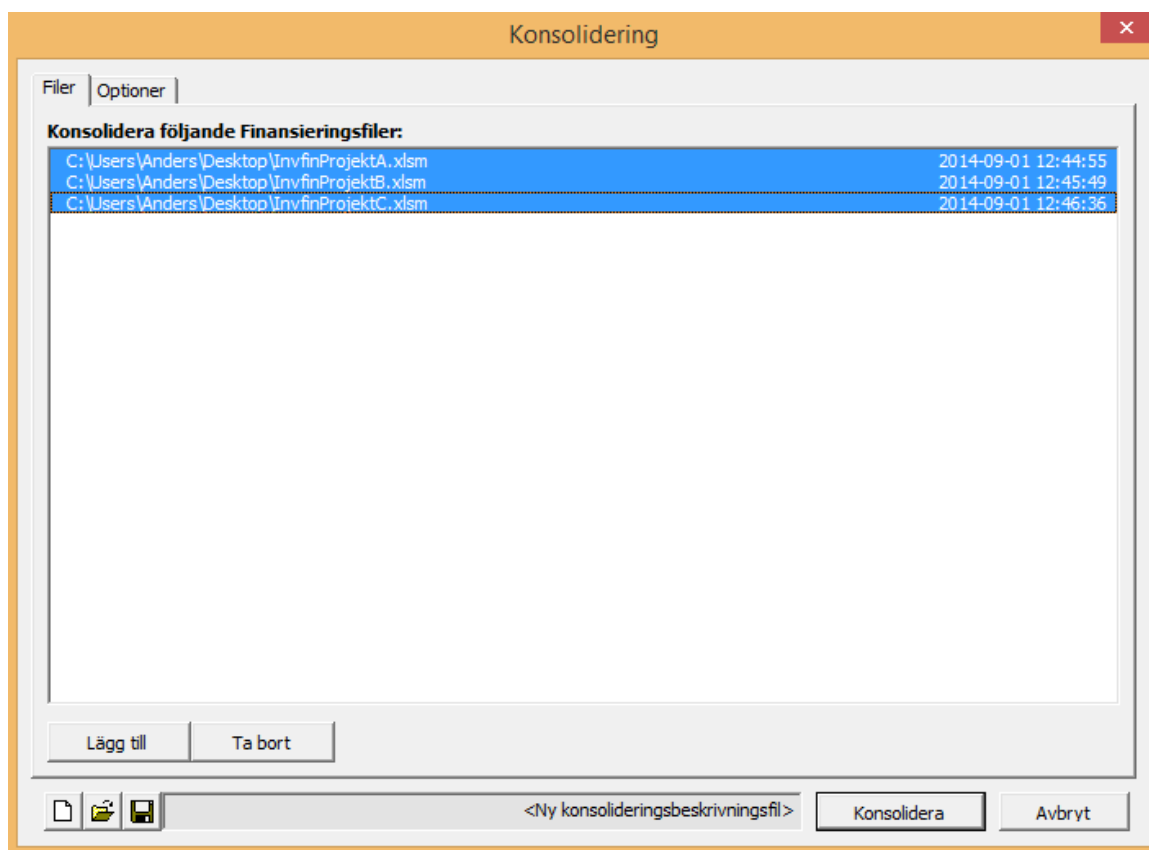 Konsolidering
Filer Optioner
Konsolidera följande Finansieringsfiler:
C:\Users\Anders\Desktop\InvfinProjektA.xlsm 2014-09-01 12:44:55
C:\Users\Anders\Desktop\InvfinProjektB.xlsm 2014-09-01 12:45:49
C:\Users\Anders\Desktop\InvfinProjektC.xlsm 2014-09-01 12:46:36
Lägg till Ta bort
<Ny konsolideringsbeskrivningsfil> Konsolidera Avbryt